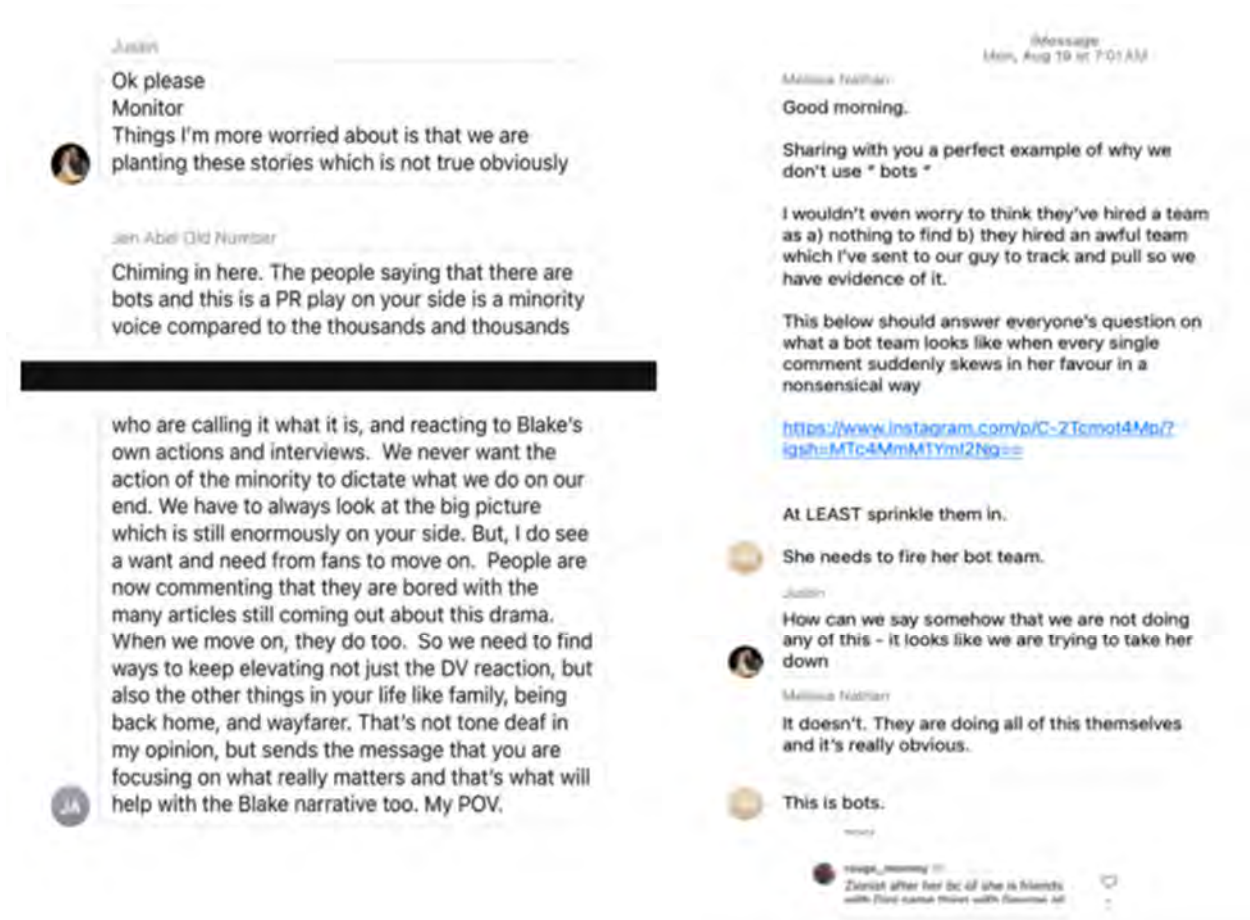 Justin
Ok please
Monitor
Things I'm more worried about is that we are
planting these stories which is not true obviously
Jen Abel Old Number
Chiming in here. The people saying that there are
bots and this is a PR play on your side is a minority
voice compared to the thousands and thousands
who are calling it what it is, and reacting to Blake's
own actions and interviews. We never want the
action of the minority to dictate what we do on our
end. We have to always look at the big picture
which is still enormously on your side. But, I do see
a want and need from fans to move on. People are
now commenting that they are bored with the
many articles still coming out about this drama.
When we move on, they do too. So we need to find
ways to keep elevating not just the DV reaction, but
also the other things in your life like family, being
back home, and wayfarer. That's not tone deaf in
my opinion, but sends the message that you are
focusing on what really matters and that's what will
JA
help with the Blake narrative too. My POV.
iMessage
Mon, Aug 19 at 7:01 AM
Melissa Nathan
Good morning.
Sharing with you a perfect example of why we
don't use " bots "
I wouldn't even worry to think they've hired a team
as a) nothing to find b) they hired an awful team
which I've sent to our guy to track and pull so we
have evidence of it.
This below should answer everyone's question on
what a bot team looks like when every single
comment suddenly skews in her favour in a
nonsensical way
https://www.instagram.com/p/C-2Tcmot4Mp/?
At LEAST sprinkle them in.
She needs to fire her bot team.
Justin
How can we say somehow that we are not doing
any of this - it looks like we are trying to take her
down
Melissa Nathan
It doesn't. They are doing all of this themselves
and it's really obvious.
This is bots.
Zionist after her bc of she is friends